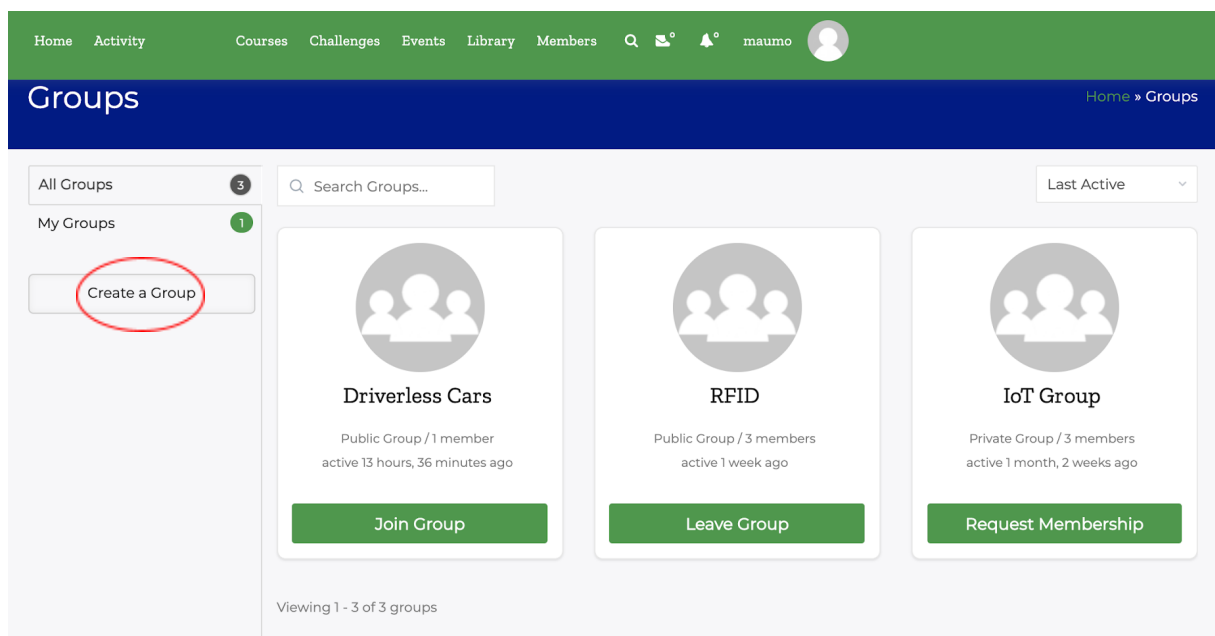 Home Activity Courses Challenges Events Library Members 0 0 maumo
Groups
Home » Groups
All Groups 3
My Groups 1
Create a Group
Search Groups...
Last Active
Driverless Cars
Public Group / 1 member
active 13 hours, 36 minutes ago
Join Group
RFID
Public Group / 3 members
active 1 week ago
Leave Group
IoT Group
Private Group / 3 members
active 1 month, 2 weeks ago
Request Membership
Viewing 1 - 3 of 3 groups